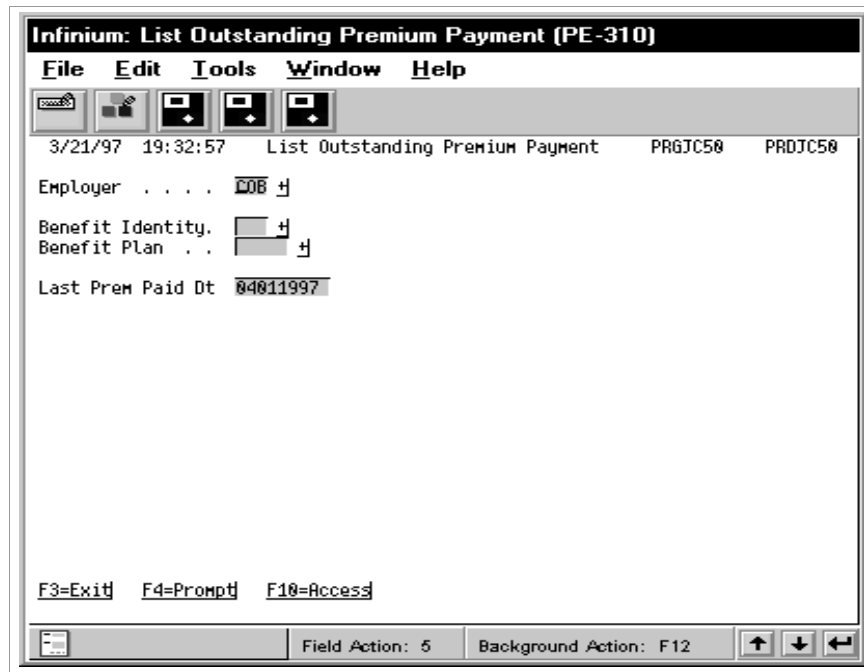 Infinium: List Outstanding Premium Payment (PE-310)
File Edit Tools Window Help
3/21/97 19:32:57 List Outstanding Premium Payment PRGJC50 PRDJC50
Employer . . . . COB +
Benefit Identity. +
Benefit Plan . . +
Last Prem Paid Dt 04011997
F3=Exit F4=Prompt F10=Access
Field Action: 5 Background Action: F12